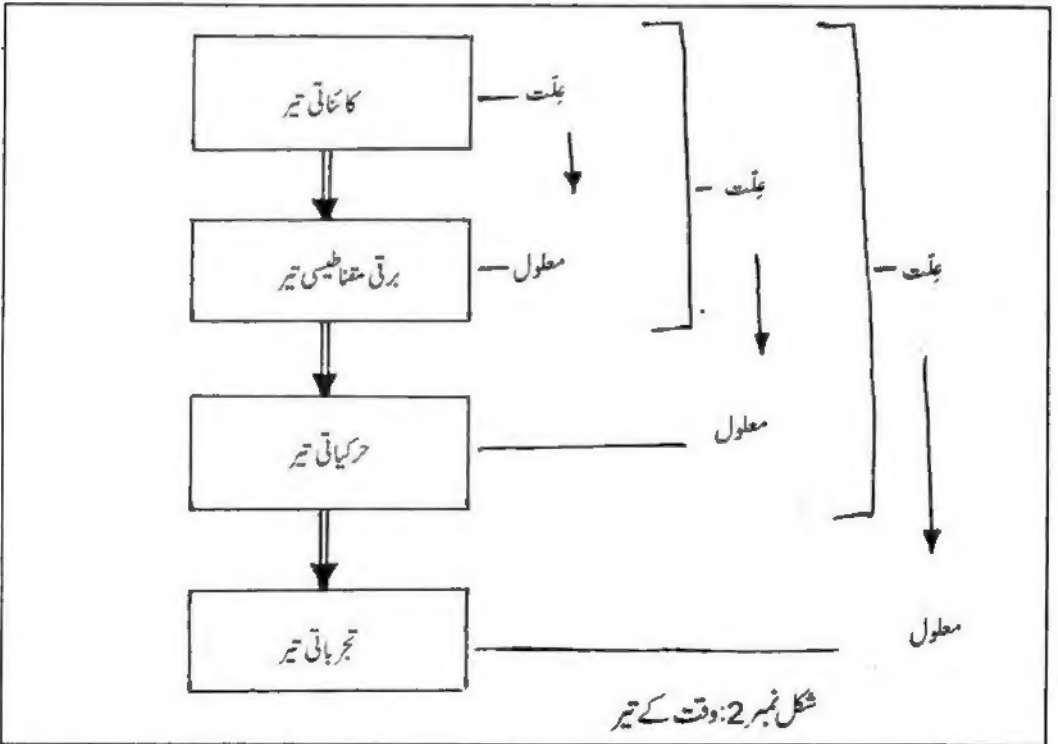 کائناتی تیر
علّت
علّت
برقی مقناطیسی تیر
معلول
علّت
حرکیاتی تیر
معلول
تجرباتی تیر
معلول
شکل نمبر 2: وقت کے تیر